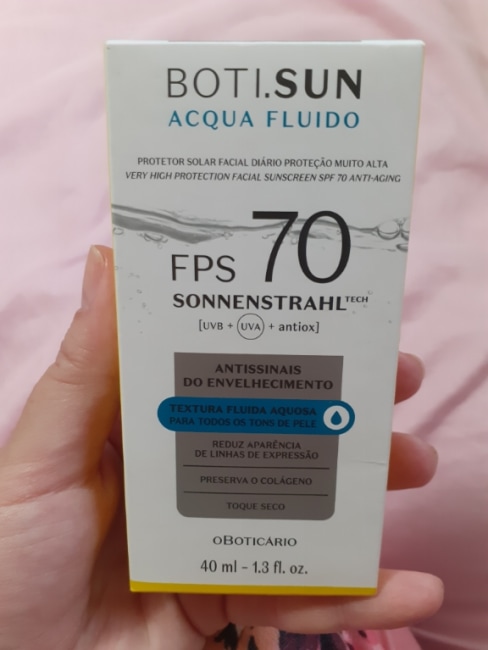 BOTI.SUN
ACQUA FLUIDO
PROTETOR SOLAR FACIAL DIÁRIO PROTEÇÃO MUITO ALTA
VERY HIGH PROTECTION FACIAL SUNSCREEN SPF 70 ANTI-AGING
FPS 70
SONNENSTRAHL TECH
[UVB + UVA + antiox]
ANTISSINAIS
DO ENVELHECIMENTO
TEXTURA FLUIDA AQUOSA
PARA TODOS OS TONS DE PELE
REDUZ APARÊNCIA
DE LINHAS DE EXPRESSÃO
PRESERVA O COLÁGENO
TOQUE SECO
oBOTICÁRIO
40 ml - 1.3 fl. oz.